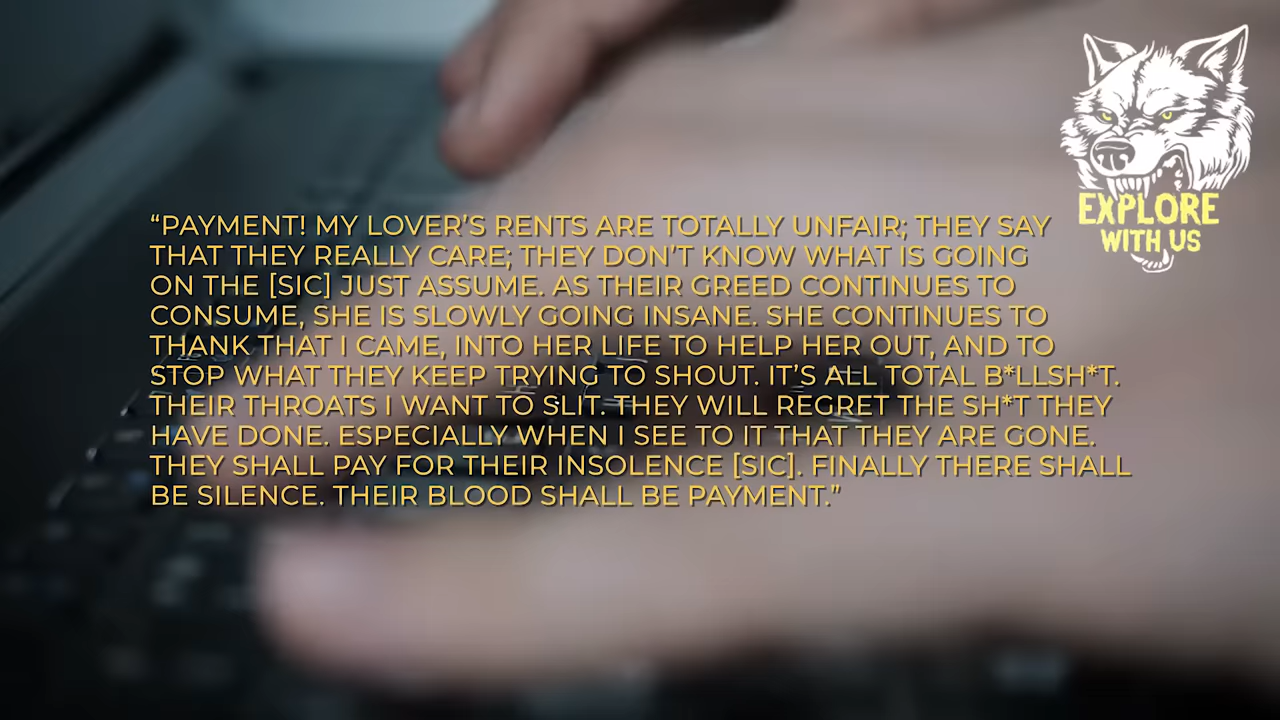 “PAYMENT! MY LOVER’S RENTS ARE TOTALLY UNFAIR; THEY SAY
THAT THEY REALLY CARE; THEY DON’T KNOW WHAT IS GOING
ON THE [SIC] JUST ASSUME. AS THEIR GREED CONTINUES TO
CONSUME, SHE IS SLOWLY GOING INSANE. SHE CONTINUES TO
THANK THAT I CAME, INTO HER LIFE TO HELP HER OUT, AND TO
STOP WHAT THEY KEEP TRYING TO SHOUT. IT’S ALL TOTAL B*LLSH*T.
THEIR THROATS I WANT TO SLIT. THEY WILL REGRET THE SH*T THEY
HAVE DONE. ESPECIALLY WHEN I SEE TO IT THAT THEY ARE GONE.
THEY SHALL PAY FOR THEIR INSOLENCE [SIC]. FINALLY THERE SHALL
BE SILENCE. THEIR BLOOD SHALL BE PAYMENT.”
EXPLORE
WITH US